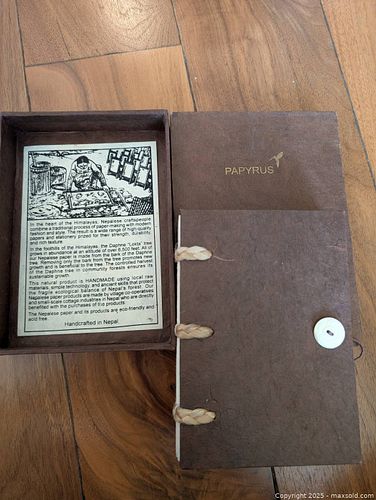 In the heart of the Himalayas, Nepalese craftspeople
combine a traditional process of paper-making with modern
fashion and style. The result is a wide range of high-quality
papers and stationery prized for their strength, durability,
and rich texture.
In the foothills of the Himalayas, the Daphne "Lokta" tree
grows in abundance at an altitude of over 6,500 feet. All of
our Nepalese paper is made from the bark of the Daphne
tree. Removing only the bark from the tree promotes new
growth and is beneficial to the tree. The controlled harvest
of the Daphne tree in community forests ensures its
sustainable growth.
This natural product is HANDMADE using local raw
materials, simple technology, and ancient skills that protect
the fragile ecological balance of Nepal's forest. Our
Nepalese paper products are made by village co-operatives
and small-scale cottage industries in Nepal who are directly
benefited with the purchases of the products.
The Nepalese paper and its products are eco-friendly and
acid free.
Handcrafted in Nepal
PAPYRUS
© Copyright 2025 - maxsold.com